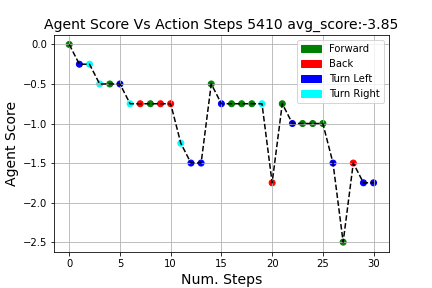 Agent Score Vs Action Steps 5410 avg_score:-3.85
Agent Score
0.0
−0.5
−1.0
−1.5
−2.0
−2.5
Forward
Back
Turn Left
Turn Right
0 5 10 15 20 25 30
Num. Steps